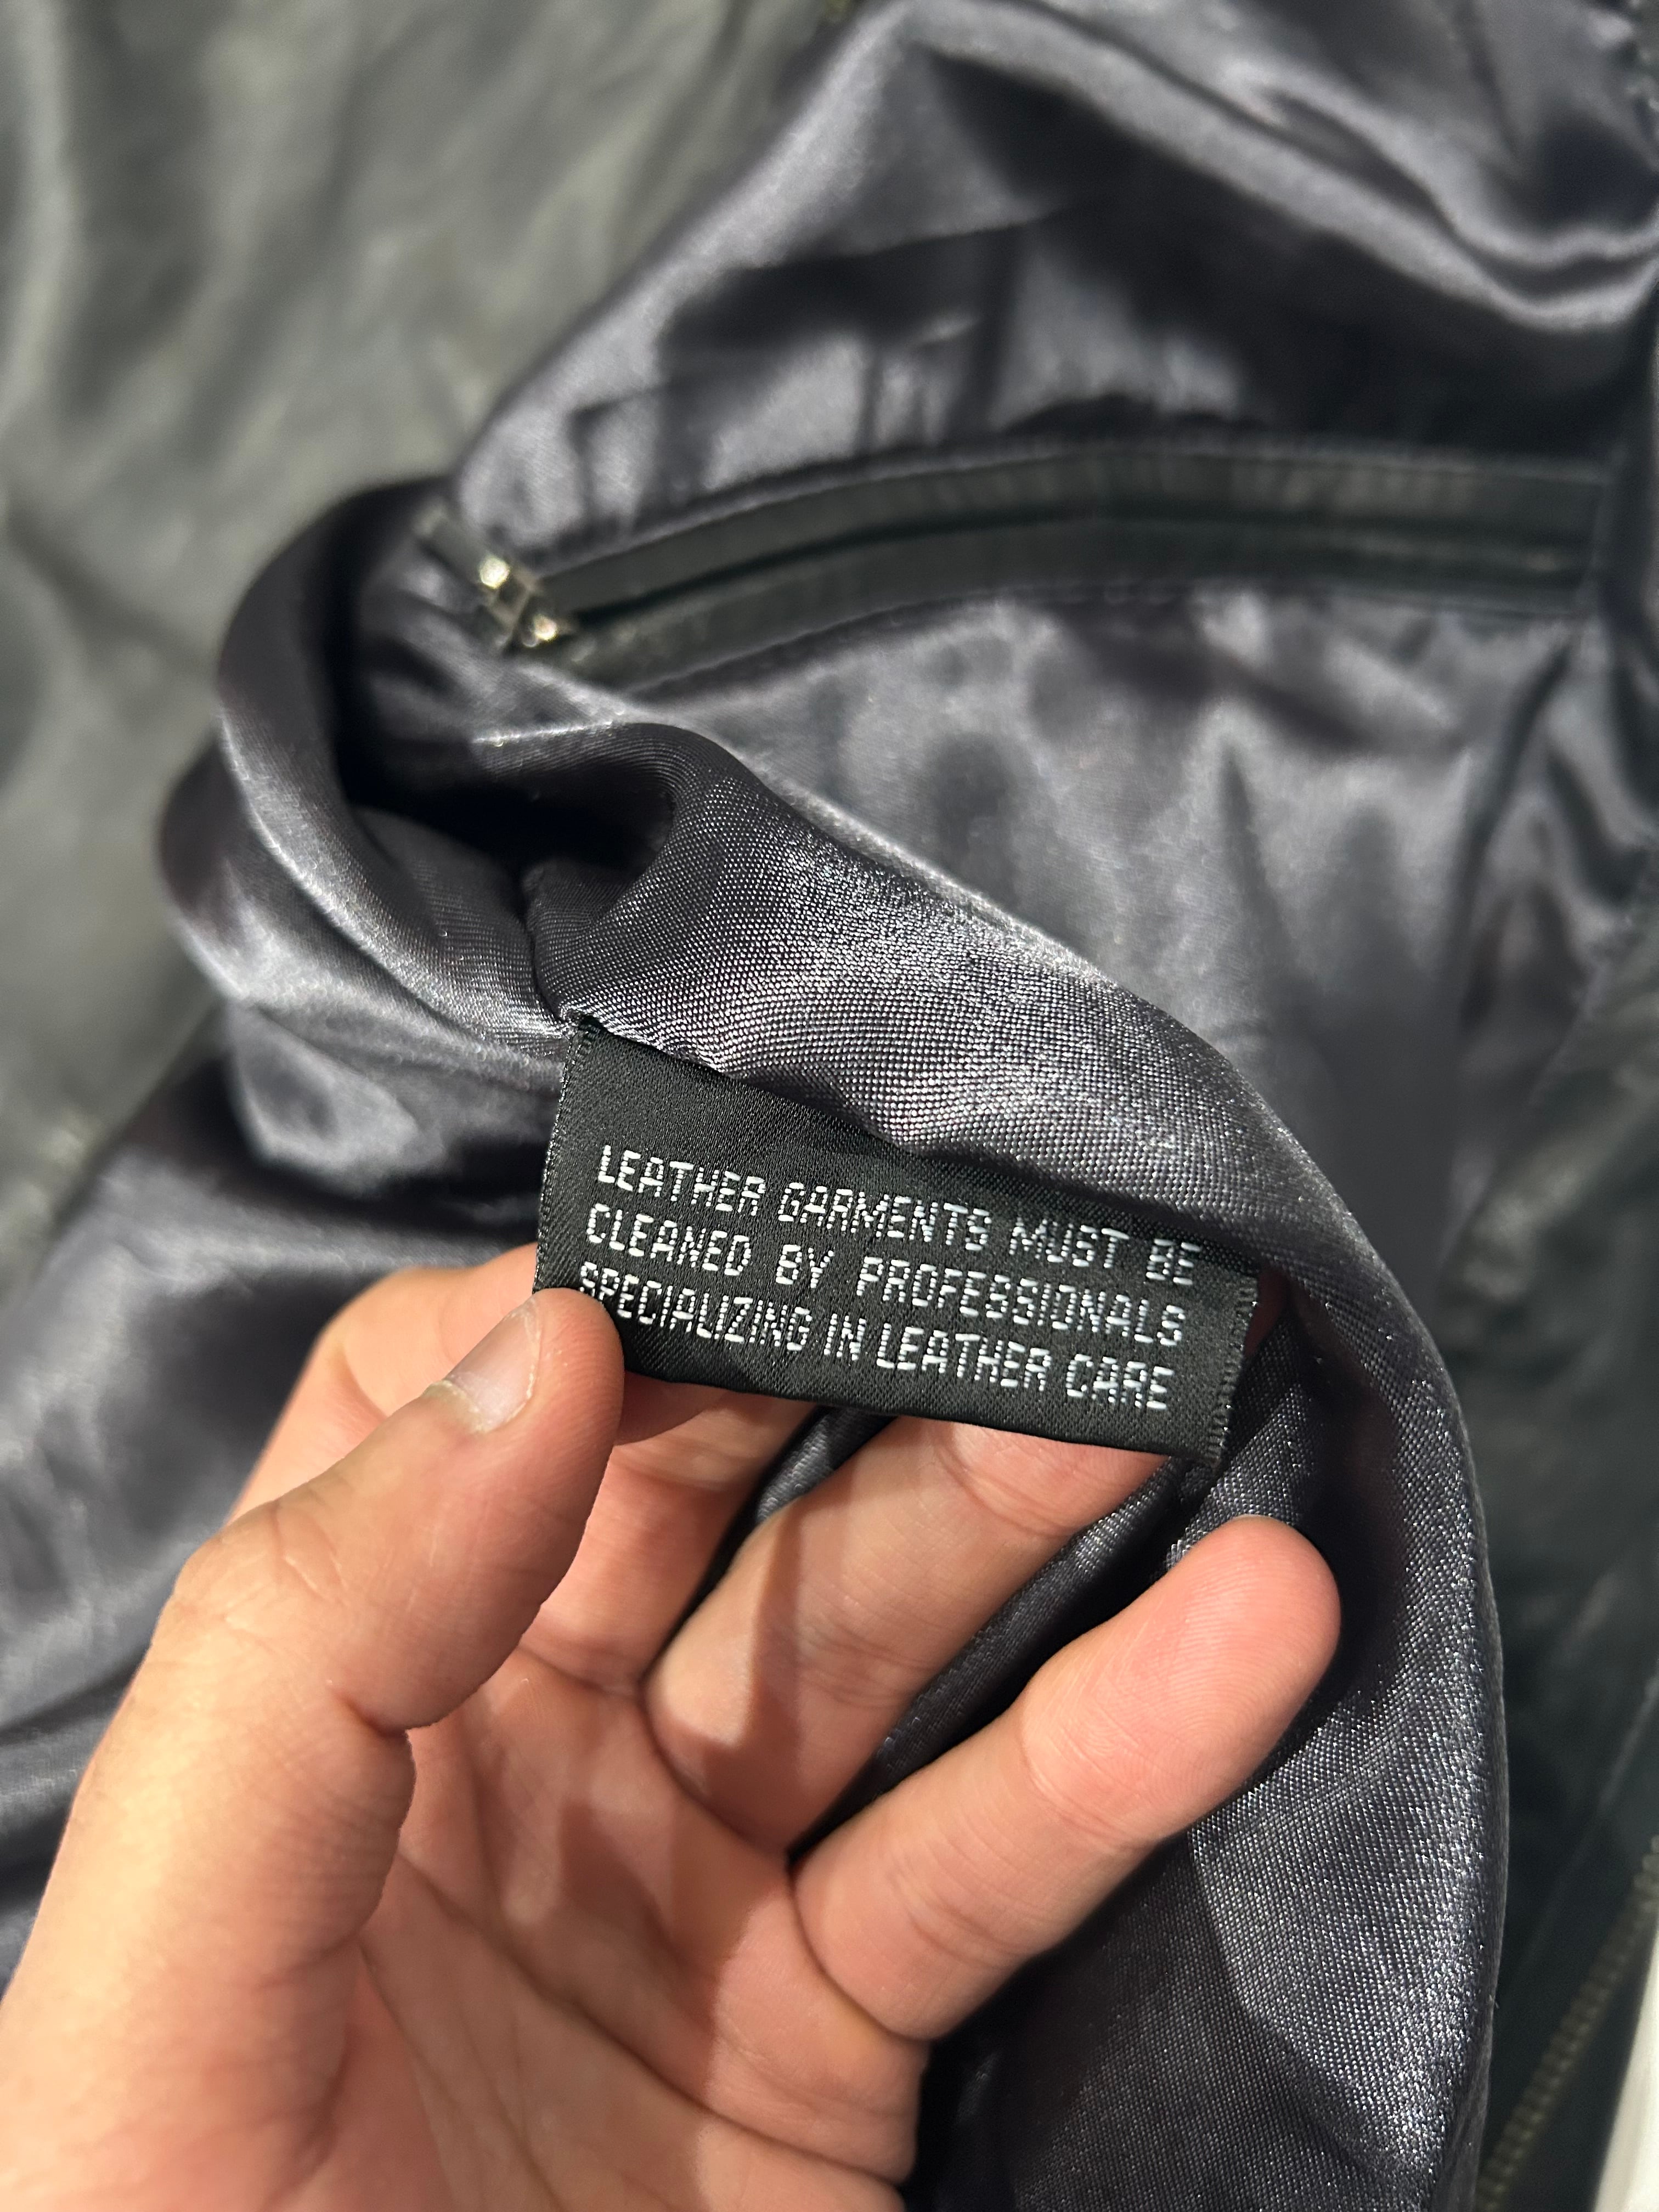 LEATHER GARMENTS MUST BE
CLEANED BY PROFESSIONALS
SPECIALIZING IN LEATHER CARE